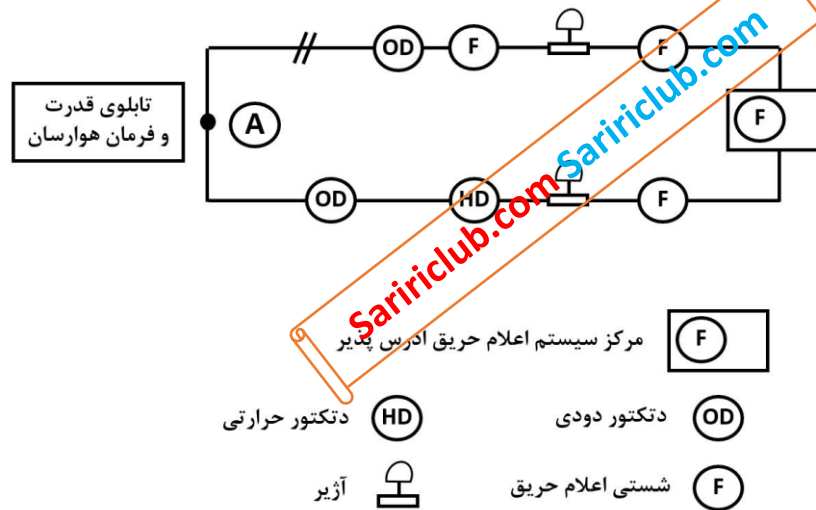 OD F F
تابلوی قدرت
و فرمان هوارسان
A
F
OD HD F
Saririclub.com Saririclub.com
مرکز سیستم اعلام حریق ادرس پذیر
F
دتکتور دودی
OD
دتکتور حرارتی
HD
شستی اعلام حریق
F
آژیر